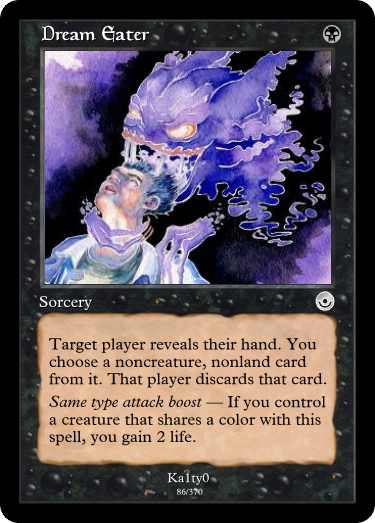 Dream Eater
Sorcery
Target player reveals their hand. You
choose a noncreature, nonland card
from it. That player discards that card.
Same type attack boost — If you control
a creature that shares a color with this
spell, you gain 2 life.
Ka1ty0
86/370